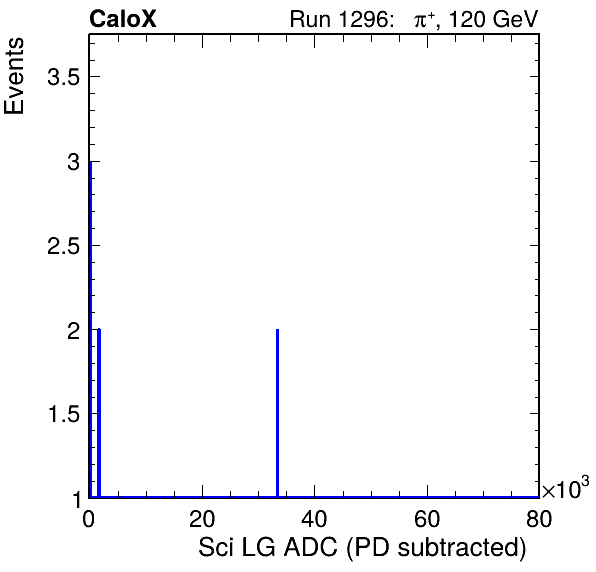 CaloX Run 1296: π⁺, 120 GeV
Events
3.5
3
2.5
2
1.5
1
0 20 40 60 80
×10³
Sci LG ADC (PD subtracted)